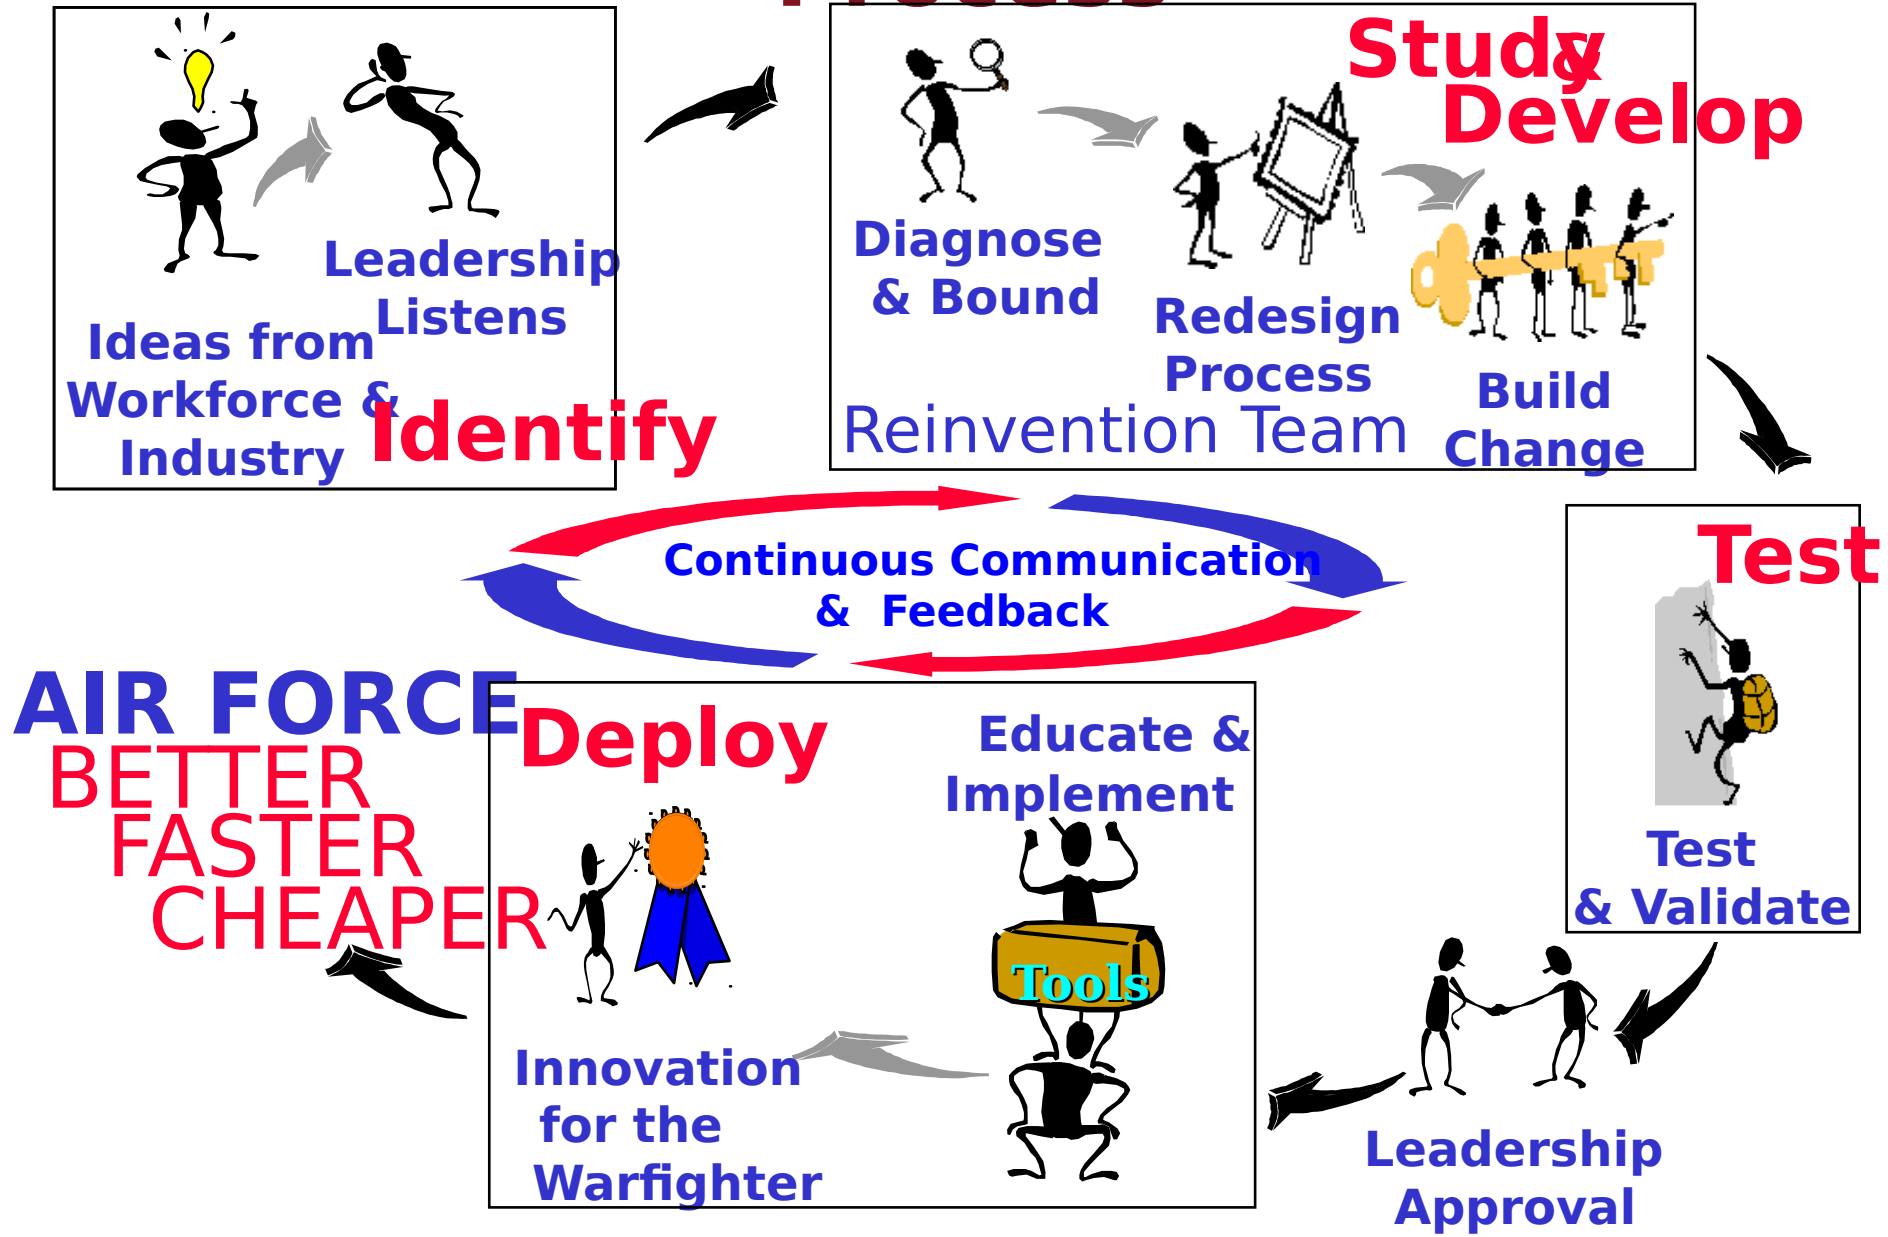 Process
Leadership
Listens
Ideas from
Workforce &
Industry
Identify
Study
&
Develop
Diagnose
& Bound
Redesign
Process
Build
Change
Reinvention Team
Continuous Communication
& Feedback
Test
Test
& Validate
Leadership
Approval
Deploy
Educate &
Implement
Tools
Innovation
for the
Warfighter
AIR FORCE
BETTER
FASTER
CHEAPER